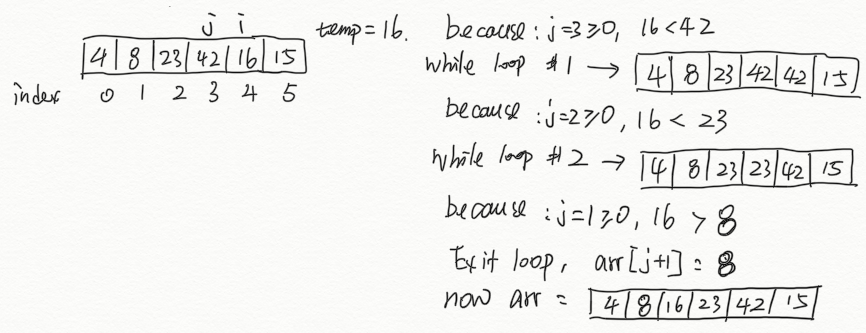 j i
4 8 23 42 16 15
index 0 1 2 3 4 5
temp=16.
because: j=3≥0, 16<42
while loop #1 → 4 8 23 42 42 15
because: j=2≥0, 16 < 23
while loop #2 → 4 8 23 23 42 15
because: j=1≥0, 16 > 8
Exit loop, arr[j+1] = 8
now arr = 4 8 16 23 42 15